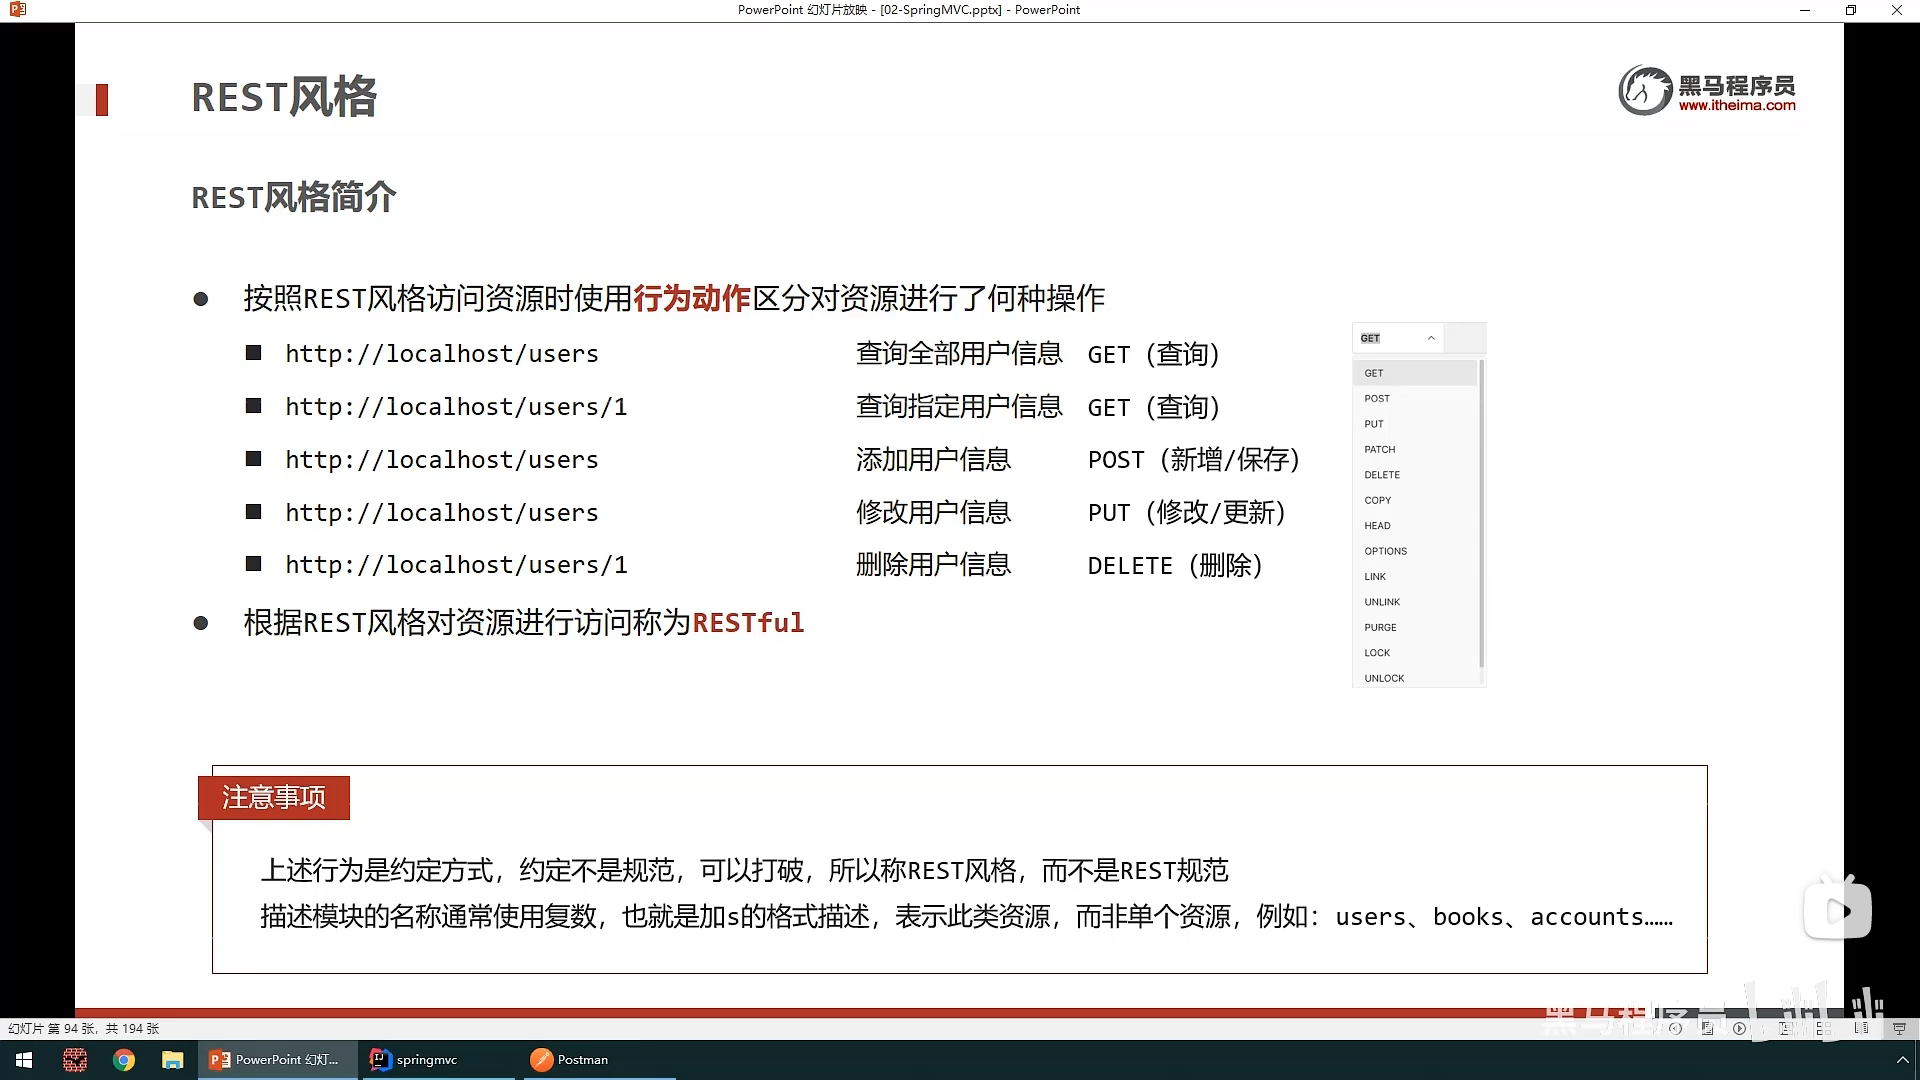 PowerPoint 幻灯片放映 - [02-SpringMVC.pptx] - PowerPoint
REST风格
黑马程序员
www.itheima.com
REST风格简介
按照REST风格访问资源时使用行为动作区分对资源进行了何种操作
http://localhost/users 查询全部用户信息 GET（查询）
http://localhost/users/1 查询指定用户信息 GET（查询）
http://localhost/users 添加用户信息 POST（新增/保存）
http://localhost/users 修改用户信息 PUT（修改/更新）
http://localhost/users/1 删除用户信息 DELETE（删除）
根据REST风格对资源进行访问称为RESTful
GET
GET
POST
PUT
PATCH
DELETE
COPY
HEAD
OPTIONS
LINK
UNLINK
PURGE
LOCK
UNLOCK
注意事项
上述行为是约定方式，约定不是规范，可以打破，所以称REST风格，而不是REST规范
描述模块的名称通常使用复数，也就是加s的格式描述，表示此类资源，而非单个资源，例如：users、books、accounts……
黑马程序员
幻灯片 第 94 张，共 194 张
PowerPoint 幻灯...
springmvc
Postman